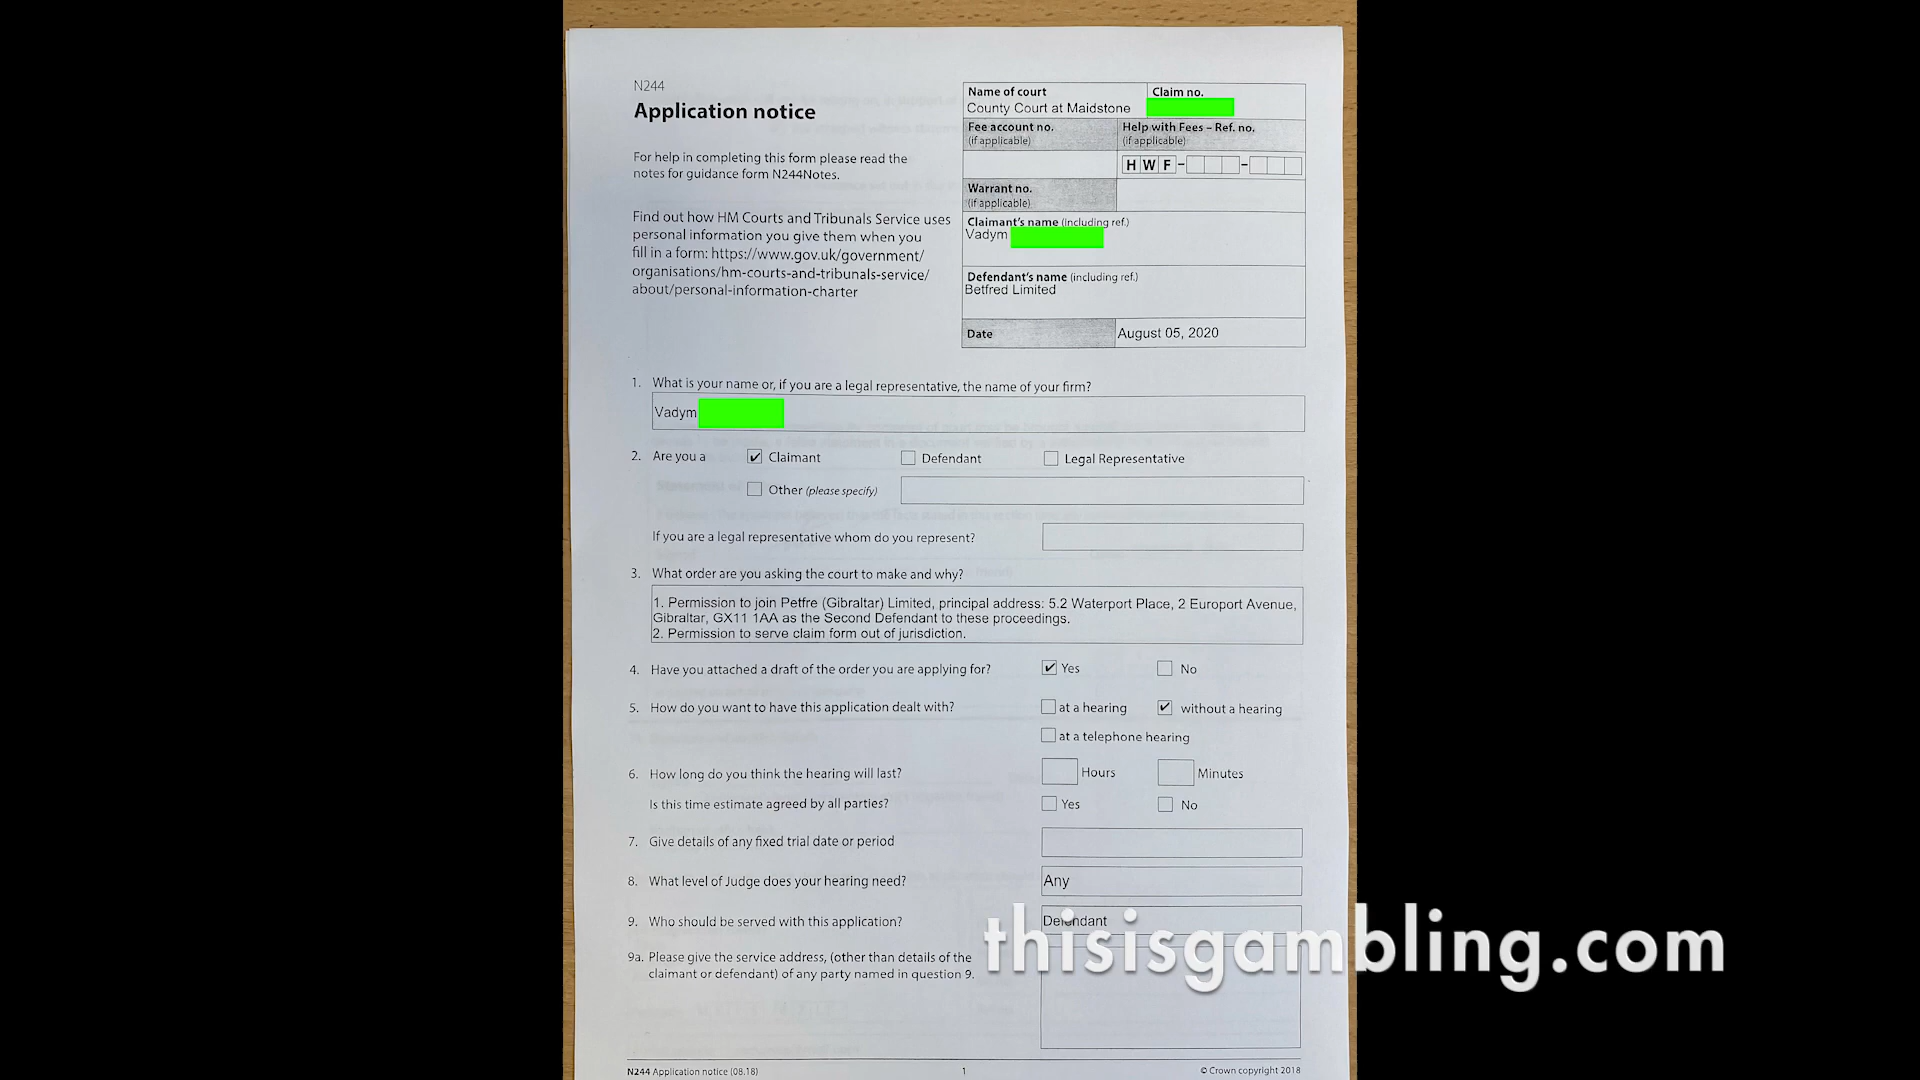 N244
Application notice
For help in completing this form please read the
notes for guidance form N244Notes.
Find out how HM Courts and Tribunals Service uses
personal information you give them when you
fill in a form: https://www.gov.uk/government/
organisations/hm-courts-and-tribunals-service/
about/personal-information-charter
Name of court
County Court at Maidstone
Claim no.
Fee account no.
(if applicable)
Help with Fees – Ref. no.
(if applicable)
H W F – –
Warrant no.
(if applicable)
Claimant's name (including ref.)
Vadym
Defendant's name (including ref.)
Betfred Limited
Date August 05, 2020
1. What is your name or, if you are a legal representative, the name of your firm?
Vadym
2. Are you a Claimant Defendant Legal Representative
Other (please specify)
If you are a legal representative whom do you represent?
3. What order are you asking the court to make and why?
1. Permission to join Petfre (Gibraltar) Limited, principal address: 5.2 Waterport Place, 2 Europort Avenue,
Gibraltar, GX11 1AA as the Second Defendant to these proceedings.
2. Permission to serve claim form out of jurisdiction.
4. Have you attached a draft of the order you are applying for? Yes No
5. How do you want to have this application dealt with? at a hearing without a hearing
at a telephone hearing
6. How long do you think the hearing will last? Hours Minutes
Is this time estimate agreed by all parties? Yes No
7. Give details of any fixed trial date or period
8. What level of Judge does your hearing need? Any
9. Who should be served with this application? Defendant
9a. Please give the service address, (other than details of the
claimant or defendant) of any party named in question 9.
thisisgambling.com
N244 Application notice (08.18) 1 © Crown copyright 2018